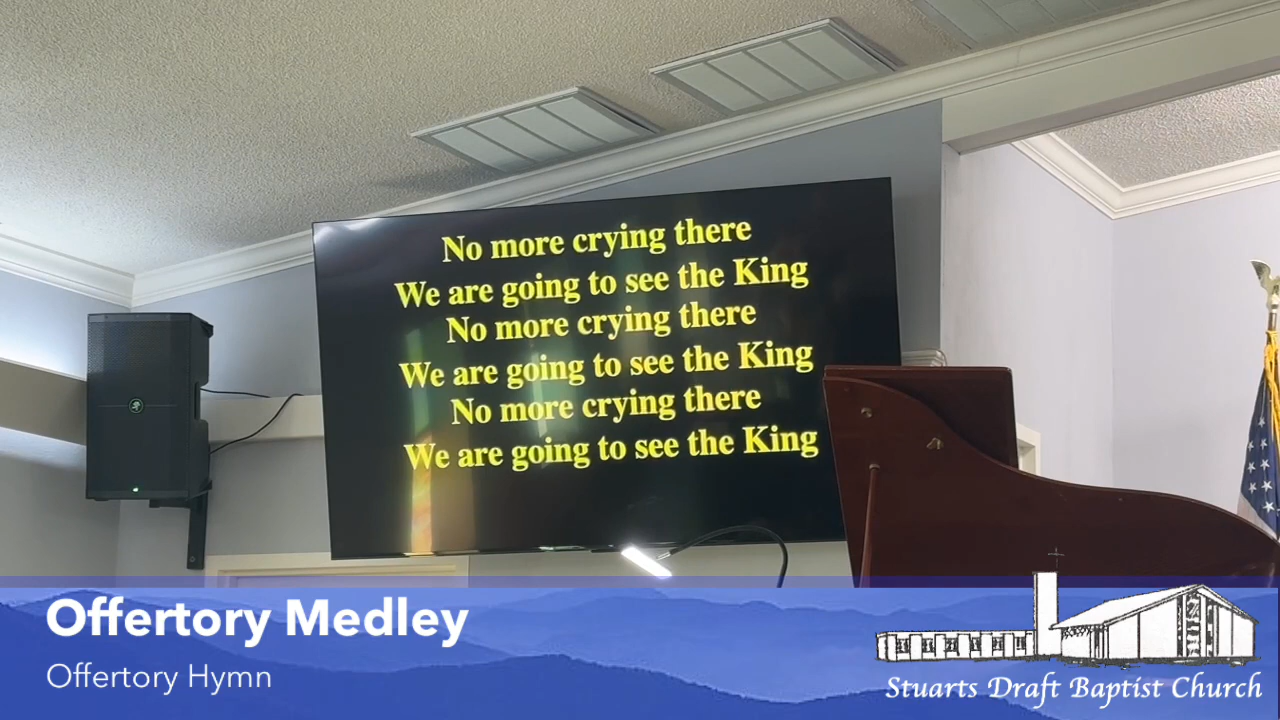 No more crying there
We are going to see the King
No more crying there
We are going to see the King
No more crying there
We are going to see the King
Offertory Medley
Offertory Hymn
Stuarts Draft Baptist Church